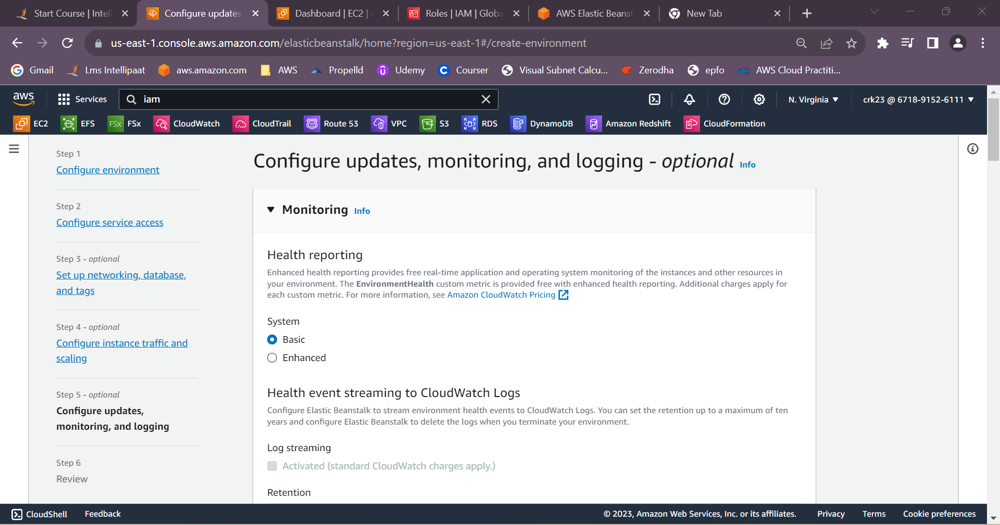 Start Course | Intel
Configure updates,
Dashboard | EC2 |
Roles | IAM | Globa
AWS Elastic Beanst
New Tab
us-east-1.console.aws.amazon.com/elasticbeanstalk/home?region=us-east-1#/create-environment
Gmail
Lms Intellipaat
aws.amazon.com
AWS
Propelld
Udemy
Courser
Visual Subnet Calcu...
Zerodha
epfo
AWS Cloud Practiti...
aws
Services
iam
N. Virginia
crk23 @ 6718-9152-6111
EC2
EFS
FSx
FSx
CloudWatch
CloudTrail
Route 53
VPC
S3
RDS
DynamoDB
Amazon Redshift
CloudFormation
Step 1
Configure environment
Step 2
Configure service access
Step 3 - optional
Set up networking, database,
and tags
Step 4 - optional
Configure instance traffic and
scaling
Step 5 - optional
Configure updates,
monitoring, and logging
Step 6
Review
Configure updates, monitoring, and logging - optional Info
Monitoring Info
Health reporting
Enhanced health reporting provides free real-time application and operating system monitoring of the instances and other resources in
your environment. The EnvironmentHealth custom metric is provided free with enhanced health reporting. Additional charges apply for
each custom metric. For more information, see Amazon CloudWatch Pricing
System
Basic
Enhanced
Health event streaming to CloudWatch Logs
Configure Elastic Beanstalk to stream environment health events to CloudWatch Logs. You can set the retention up to a maximum of ten
years and configure Elastic Beanstalk to delete the logs when you terminate your environment.
Log streaming
Activated (standard CloudWatch charges apply.)
Retention
CloudShell
Feedback
© 2023, Amazon Web Services, Inc. or its affiliates.
Privacy
Terms
Cookie preferences